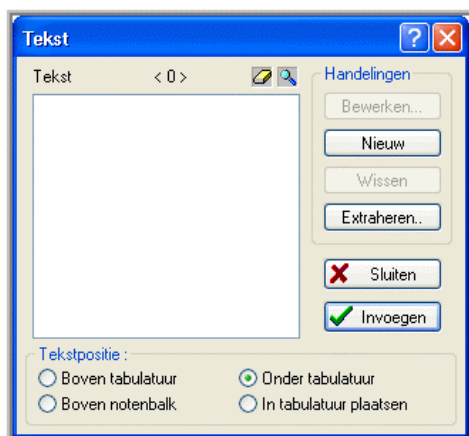 Tekst
Tekst < 0 >
Handelingen
Bewerken...
Nieuw
Wissen
Extraheren..
Sluiten
Invoegen
Tekstpositie :
Boven tabulatuur Onder tabulatuur
Boven notenbalk In tabulatuur plaatsen